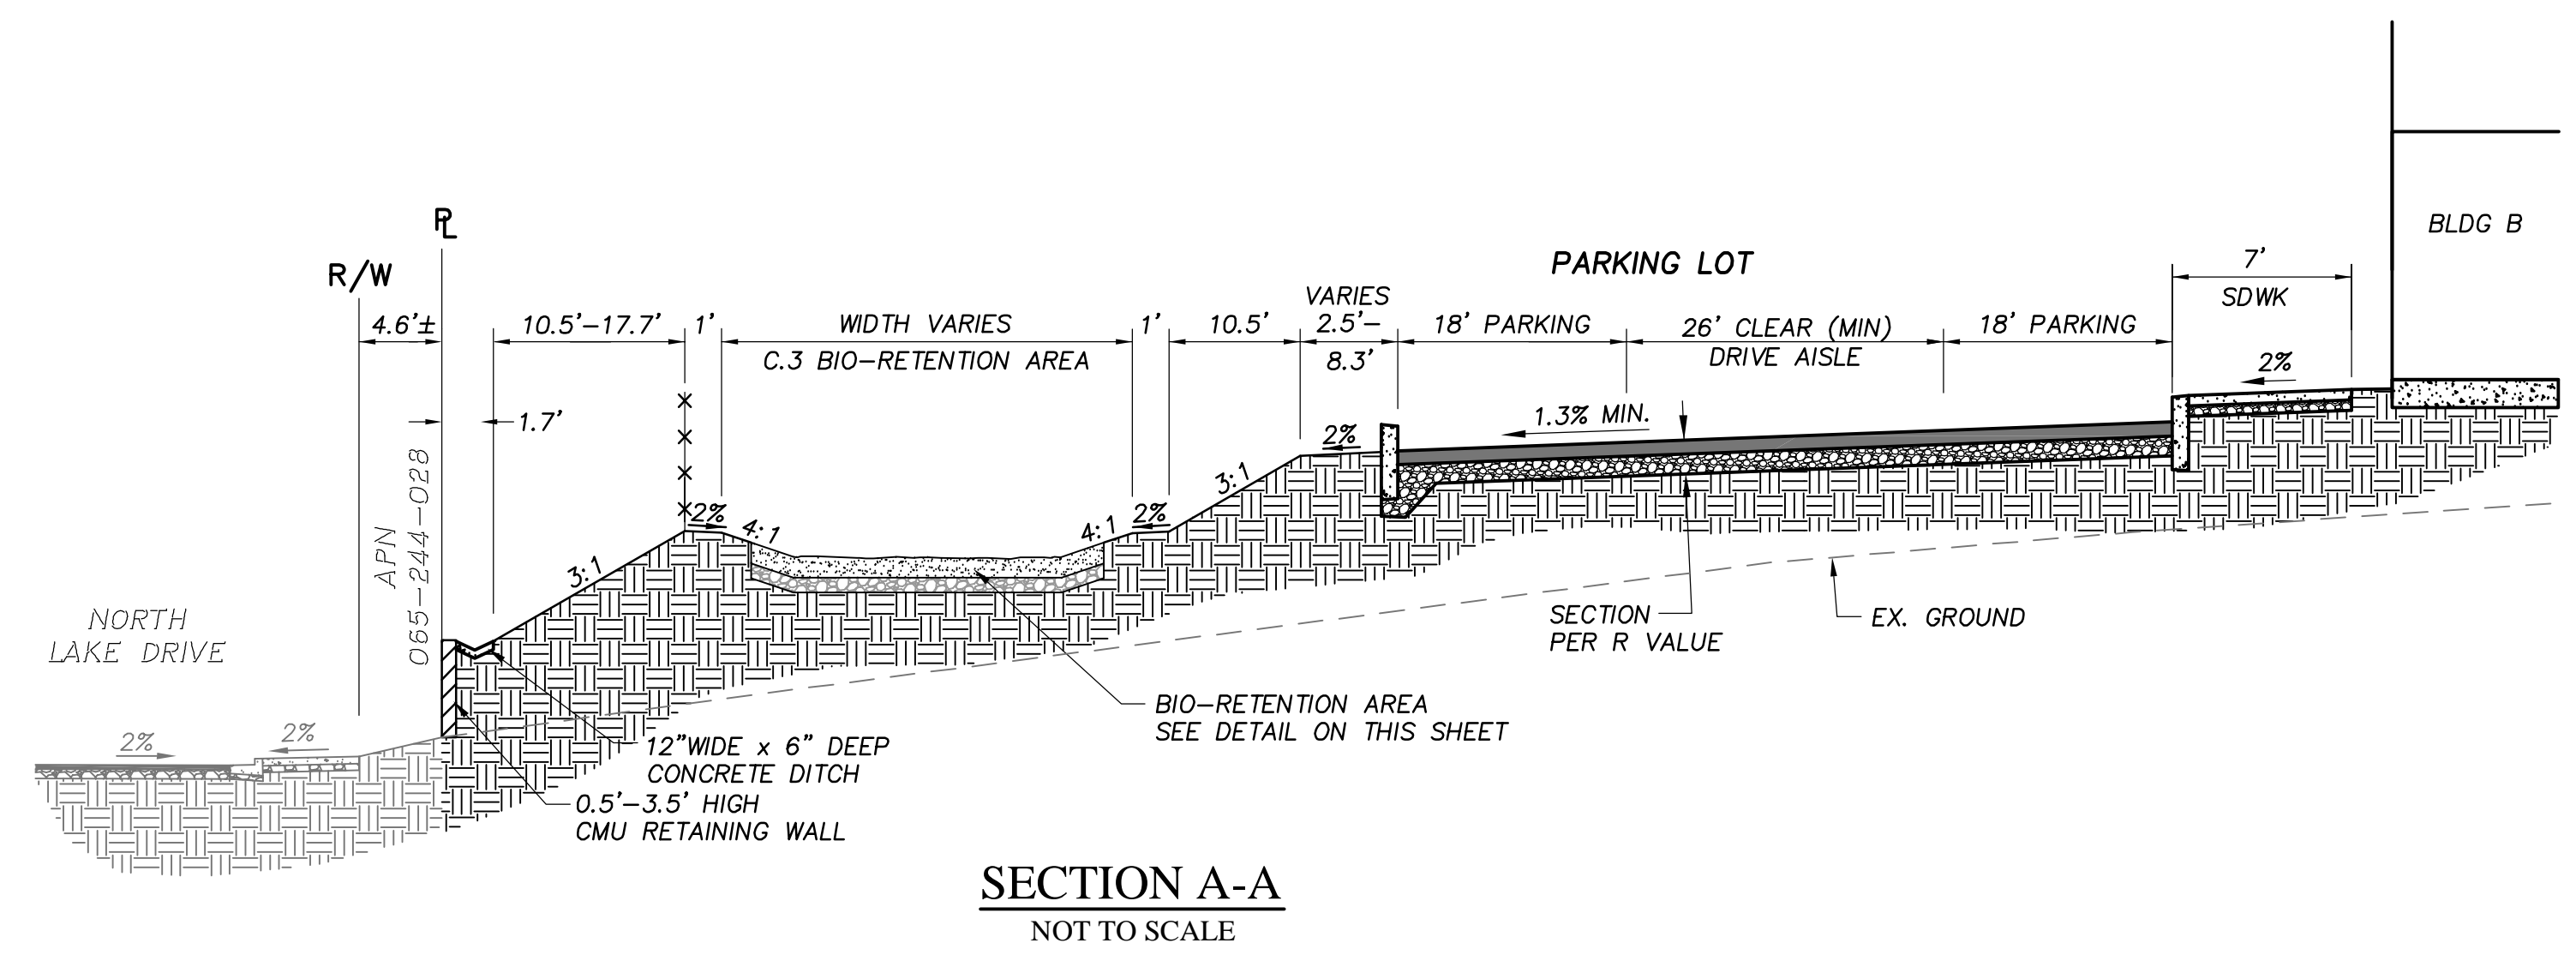 PL
R/W
4.6'±
10.5'-17.7'
1'
WIDTH VARIES
C.3 BIO-RETENTION AREA
1'
10.5'
VARIES
2.5'-
8.3'
PARKING LOT
18' PARKING
26' CLEAR (MIN)
DRIVE AISLE
18' PARKING
7'
SDWK
BLDG B
1.7'
2%
1.3% MIN.
2%
3:1
2%
4:1
4:1
2%
3:1
APN
065-244-028
NORTH
LAKE DRIVE
2%
2%
SECTION
PER R VALUE
EX. GROUND
BIO-RETENTION AREA
SEE DETAIL ON THIS SHEET
12"WIDE x 6" DEEP
CONCRETE DITCH
0.5'-3.5' HIGH
CMU RETAINING WALL
SECTION A-A
NOT TO SCALE